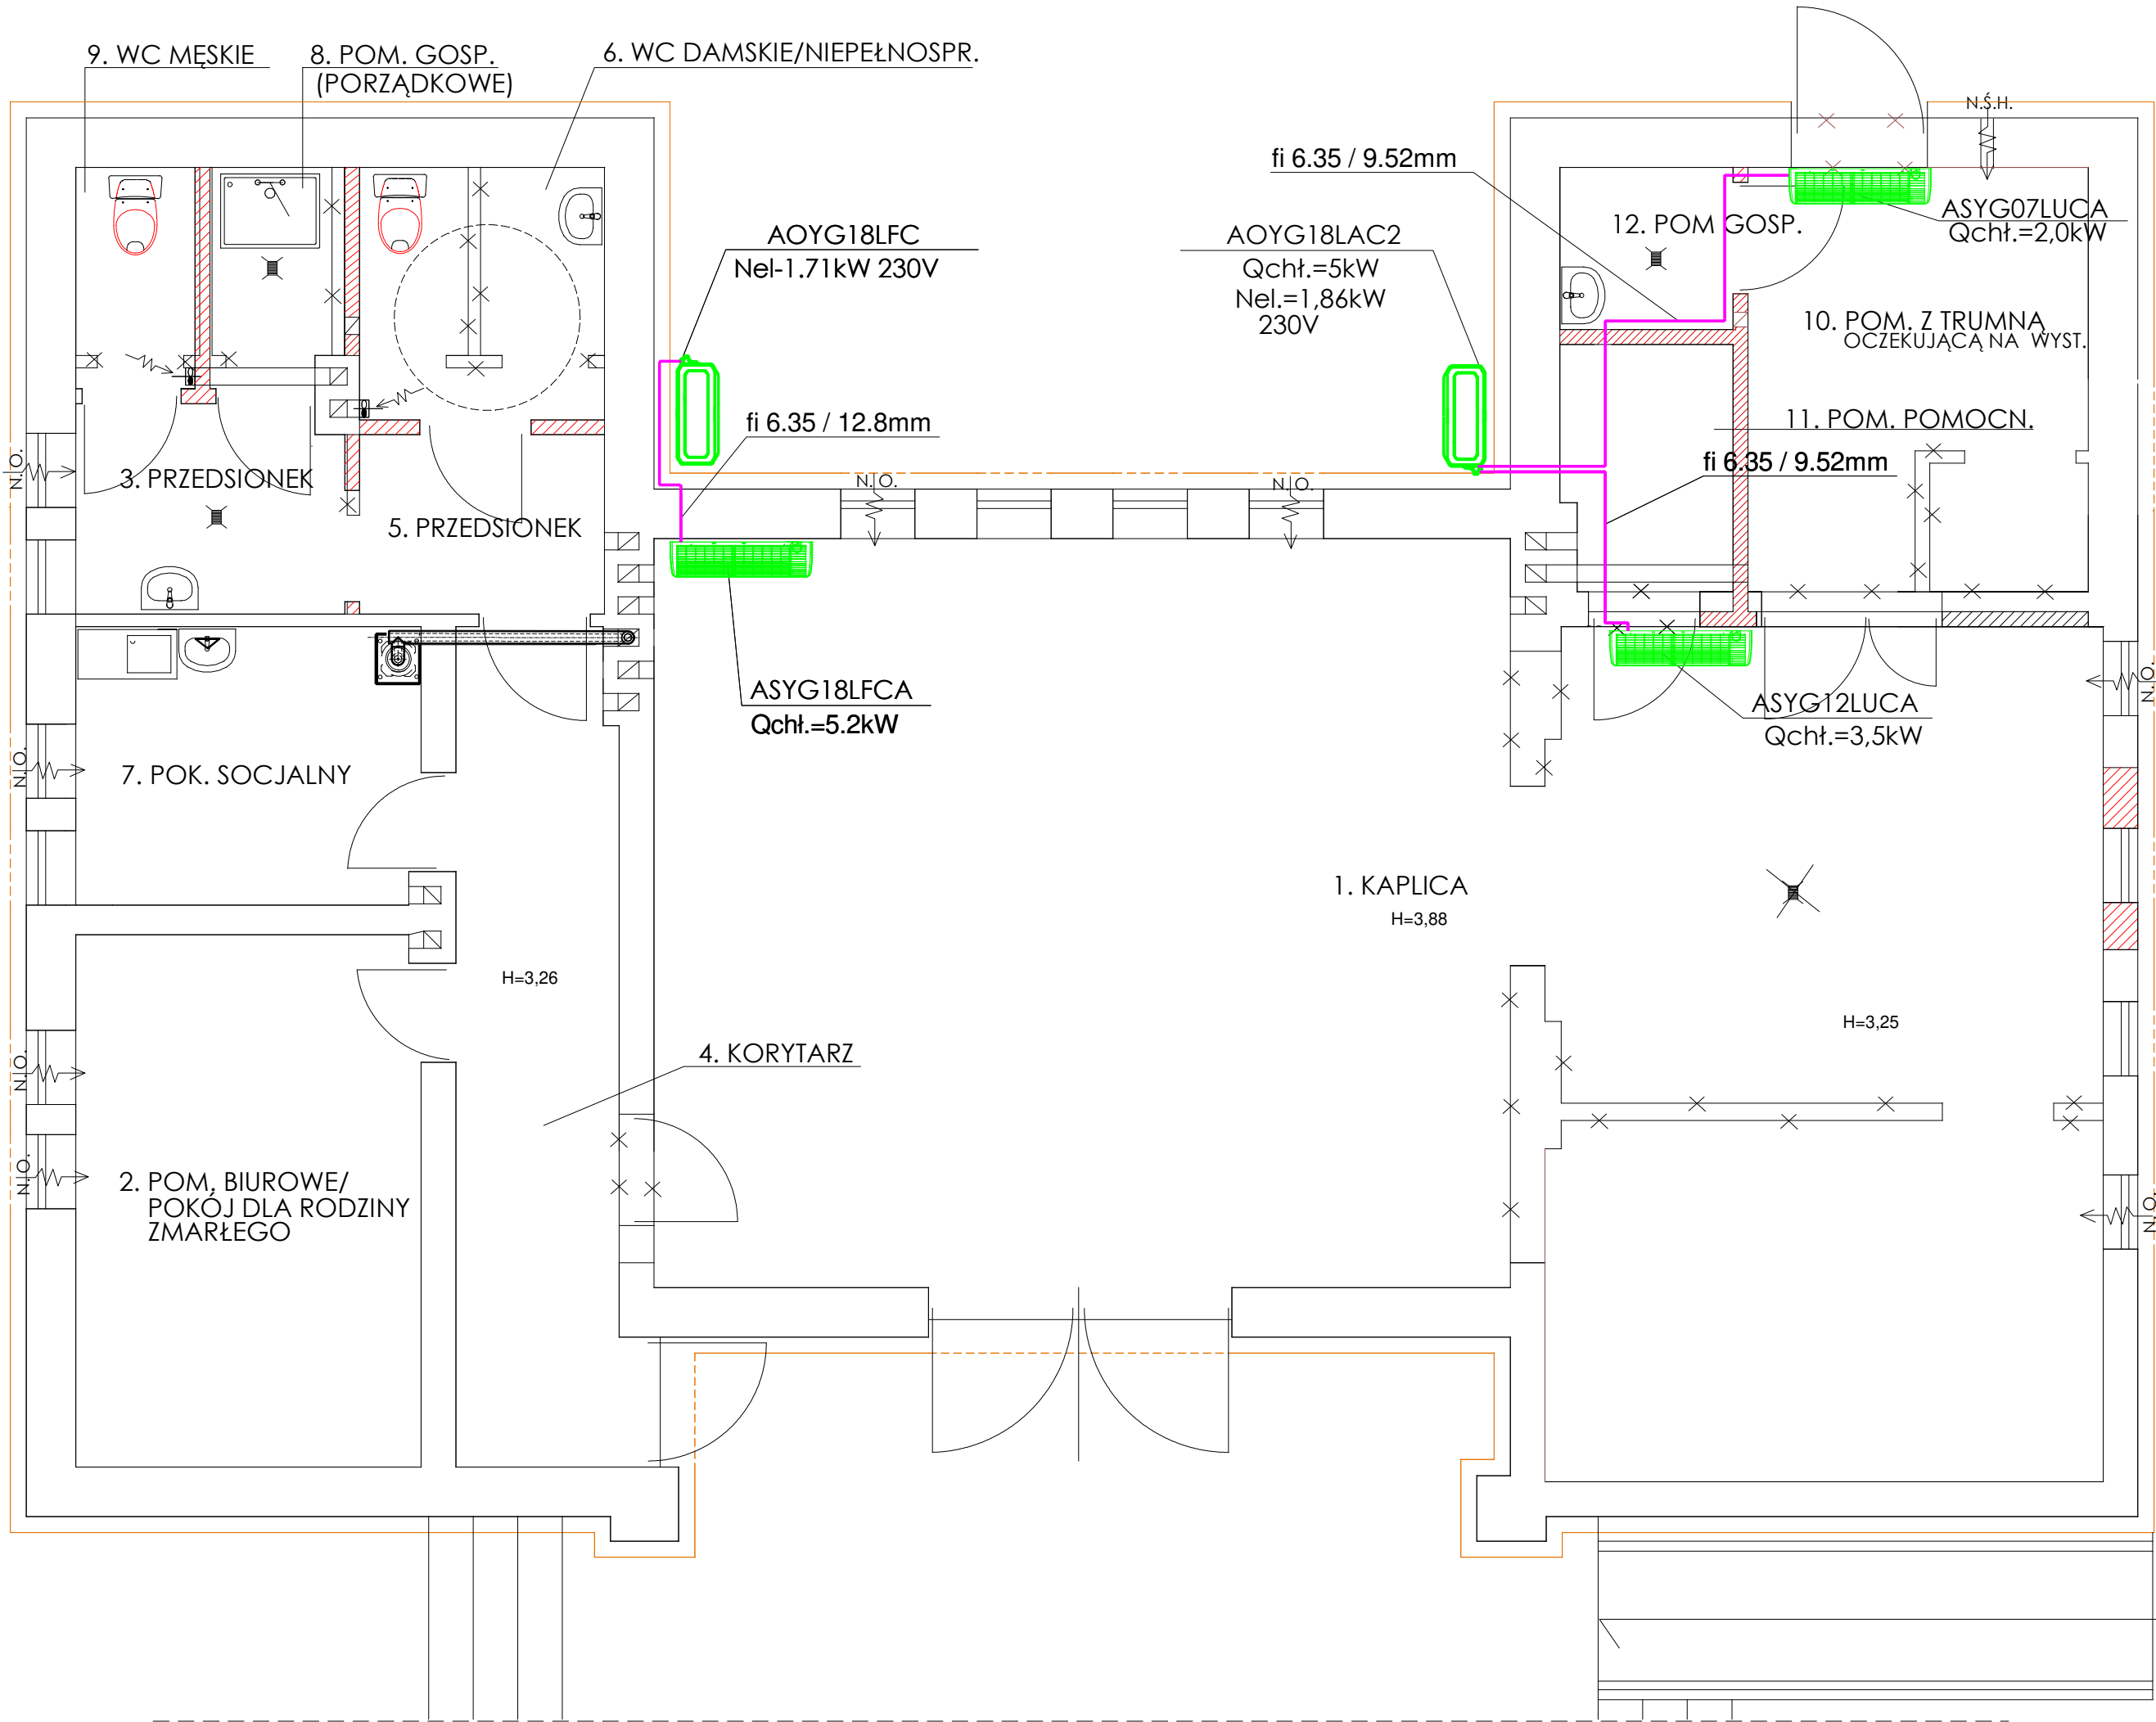 9. WC MĘSKIE
8. POM. GOSP.
(PORZĄDKOWE)
6. WC DAMSKIE/NIEPEŁNOSPR.
N.Ś.H.
fi 6.35 / 9.52mm
12. POM GOSP.
ASYG07LUCA
Qchł.=2,0kW
AOYG18LFC
Nel-1.71kW 230V
AOYG18LAC2
Qchł.=5kW
Nel.=1,86kW
230V
10. POM. Z TRUMNĄ
OCZEKUJĄCĄ NA WYST.
fi 6.35 / 12.8mm
11. POM. POMOCN.
fi 6.35 / 9.52mm
N.O.
3. PRZEDSIONEK
N.O.
N.O.
5. PRZEDSIONEK
ASYG18LFCA
Qchł.=5.2kW
ASYG12LUCA
Qchł.=3,5kW
N.O.
N.O.
7. POK. SOCJALNY
1. KAPLICA
H=3,88
H=3,26
H=3,25
4. KORYTARZ
N.O.
N.O.
2. POM. BIUROWE/
POKÓJ DLA RODZINY
ZMARŁEGO
N.O.